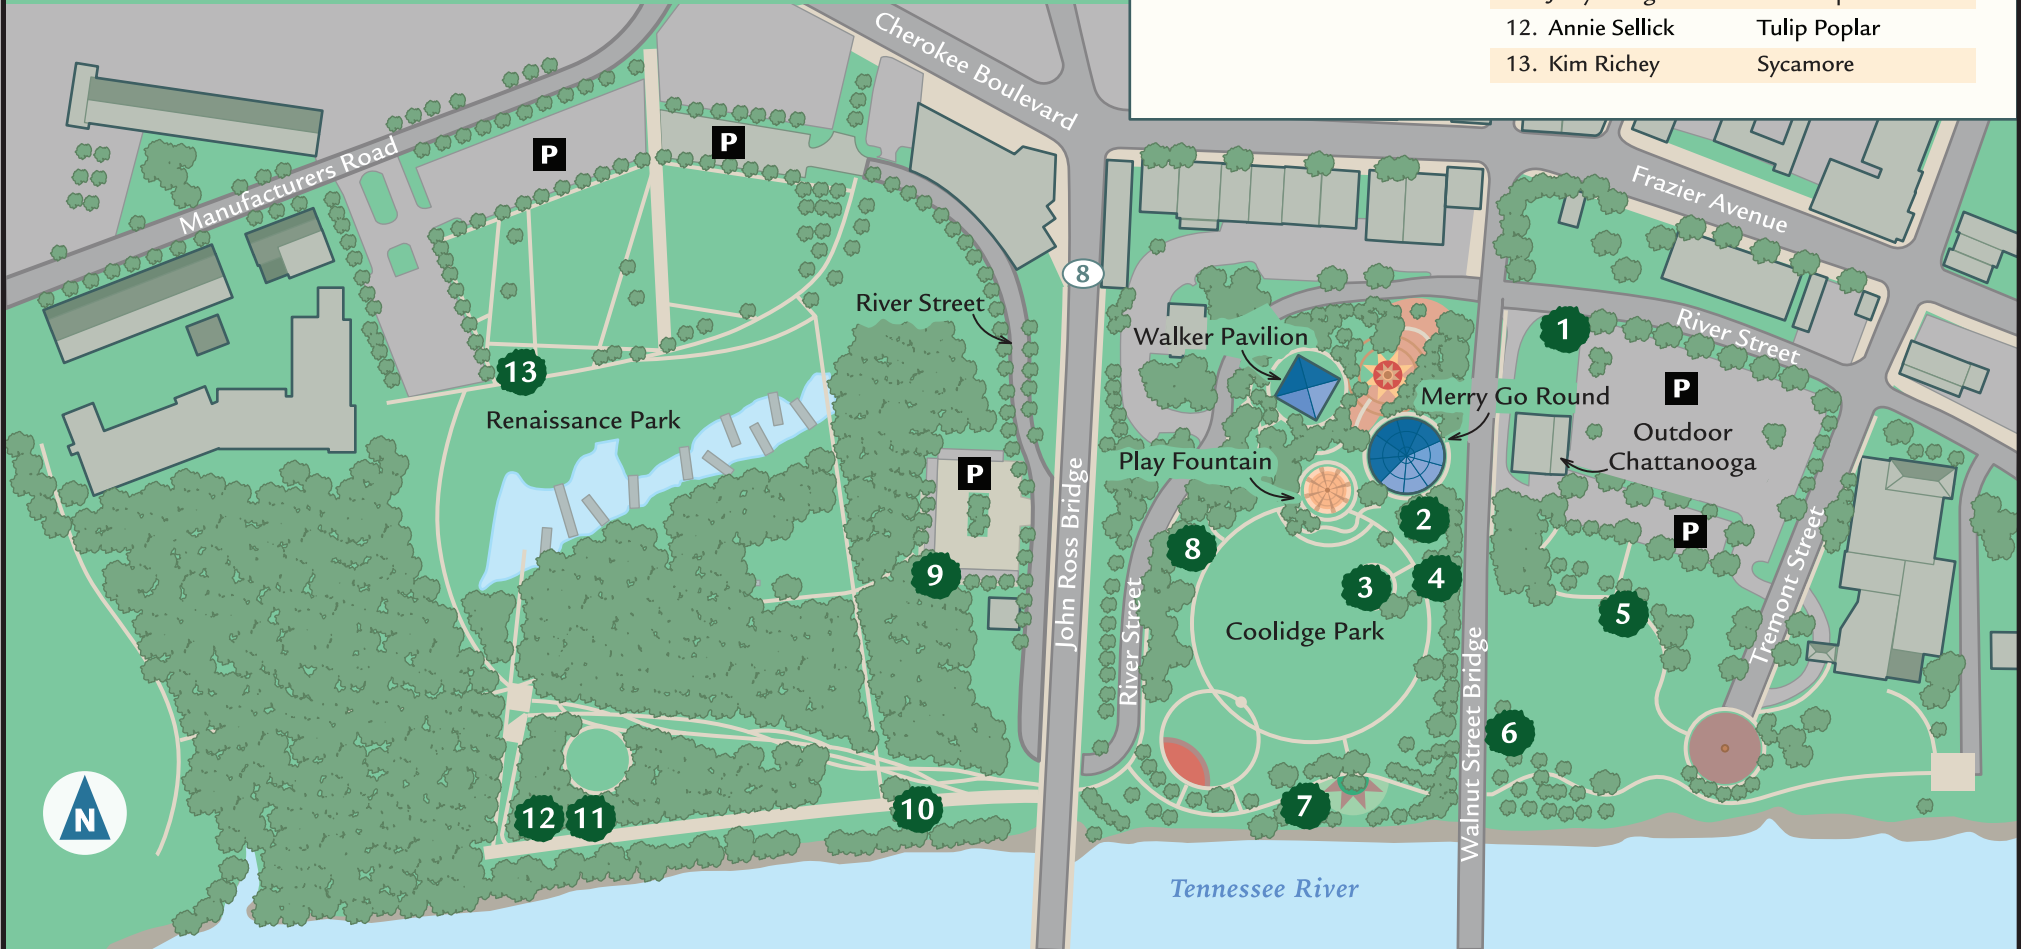 12. Annie Sellick Tulip Poplar
13. Kim Richey Sycamore
Cherokee Boulevard
Manufacturers Road
P
P
Frazier Avenue
8
River Street
Walker Pavilion
1
River Street
13
Renaissance Park
Merry Go Round
P
Outdoor
Chattanooga
Play Fountain
P
John Ross Bridge
2
P
8
9
3
4
5
River Street
Coolidge Park
Tremont Street
Walnut Street Bridge
6
7
10
12
11
N
Tennessee River